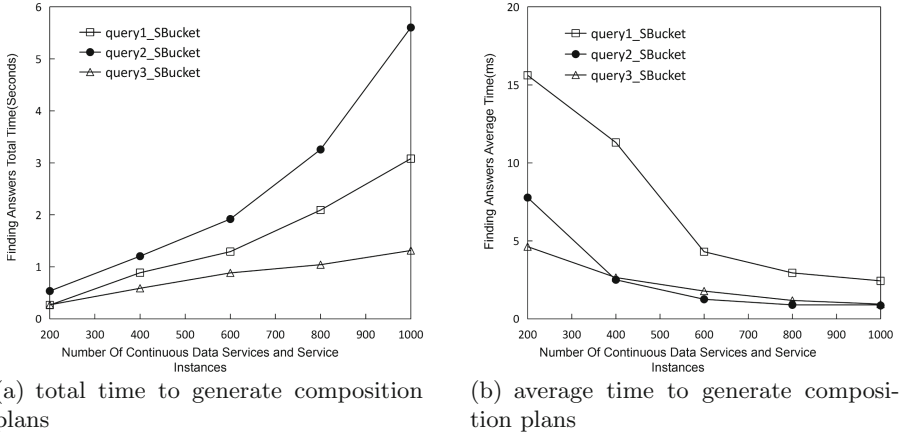 6
5
4
3
2
1
0
Finding Answers Total Time(Seconds)
query1_SBucket
query2_SBucket
query3_SBucket
200 300 400 500 600 700 800 900 1000
Number Of Continuous Data Services and Service
Instances
(a) total time to generate composition
plans
20
15
10
5
0
Finding Answers Average Time(ms)
query1_SBucket
query2_SBucket
query3_SBucket
200 300 400 500 600 700 800 900 1000
Number Of Continuous Data Services and Service
Instances
(b) average time to generate composi-
tion plans